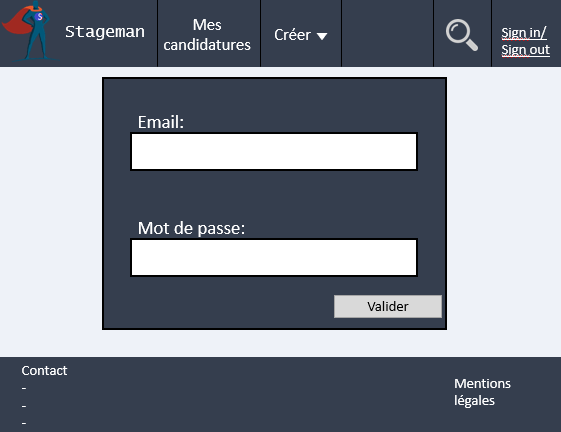 S
Stageman
Mes
candidatures
Créer
Sign in/
Sign out
Email:
Mot de passe:
Valider
Contact
-
-
-
Mentions
légales